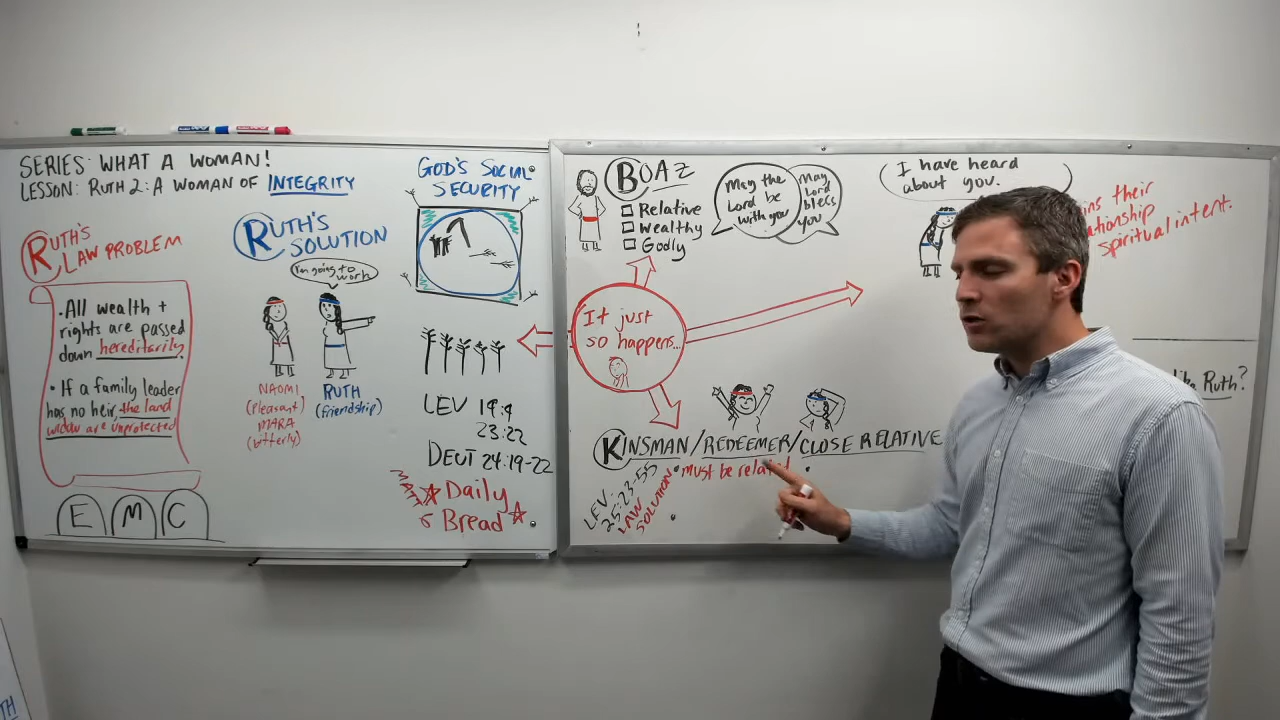 SERIES: WHAT A WOMAN!
LESSON: RUTH 2: A WOMAN OF INTEGRITY
RUTH'S
LAW PROBLEM
• All wealth +
rights are passed
down hereditarily.
• If a family leader
has no heir, the land
widow are unprotected
E M C
RUTH'S
SOLUTION
I'm going to
work
NAOMI
(pleasant)
MARA
(bitterly)
RUTH
(friendship)
GOD'S SOCIAL
SECURITY
LEV 19:9
23:22
DEUT 24:19-22
MATT
6
Daily
Bread
BOAZ
Relative
Wealthy
Godly
May the
Lord be
with you
May
Lord
bless
you
I have heard
about you.
It just
so happens...
KINSMAN/REDEEMER/CLOSE RELATIVE
LEV.
25:23-55
LAW
SOLUTION
• Must be
their
spiritual intent.
Ruth?